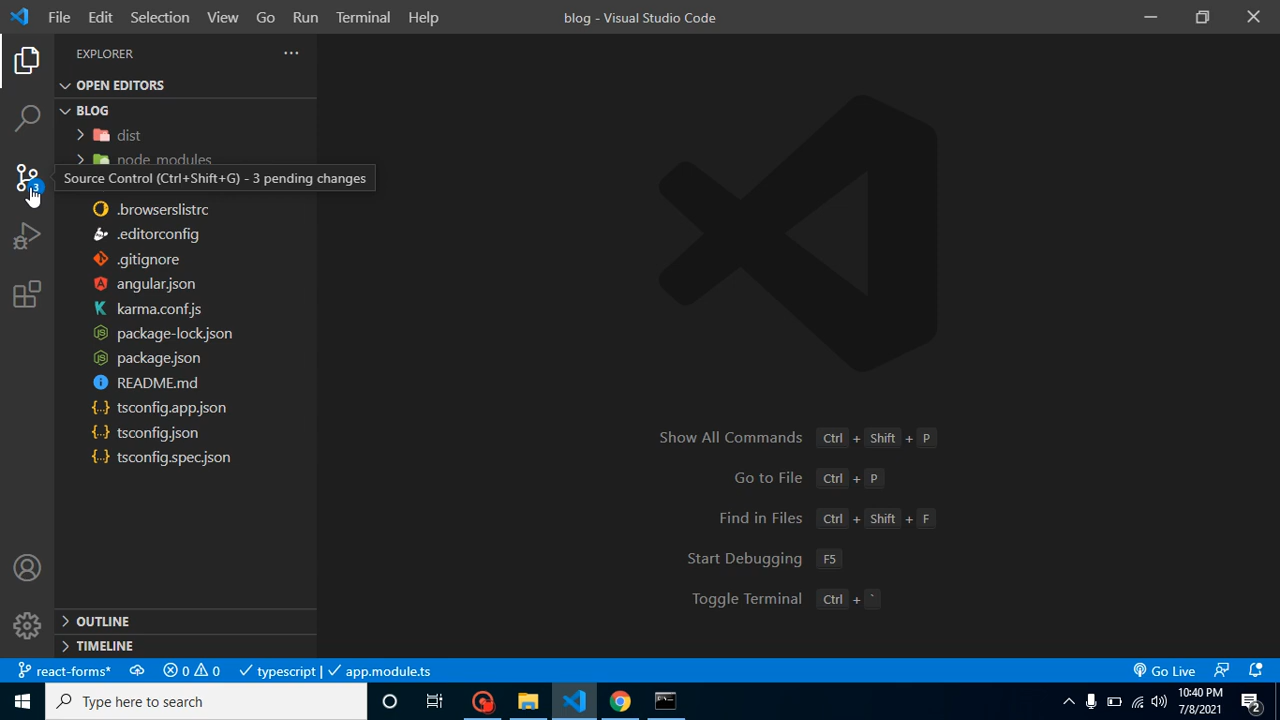 File Edit Selection View Go Run Terminal Help
blog - Visual Studio Code
EXPLORER
OPEN EDITORS
BLOG
dist
node_modules
Source Control (Ctrl+Shift+G) - 3 pending changes
3
.browserslistrc
.editorconfig
.gitignore
angular.json
karma.conf.js
package-lock.json
package.json
README.md
tsconfig.app.json
tsconfig.json
tsconfig.spec.json
Show All Commands Ctrl + Shift + P
Go to File Ctrl + P
Find in Files Ctrl + Shift + F
Start Debugging F5
Toggle Terminal Ctrl + `
OUTLINE
TIMELINE
react-forms* 0 0 typescript | app.module.ts Go Live
Type here to search
10:40 PM
7/8/2021
2